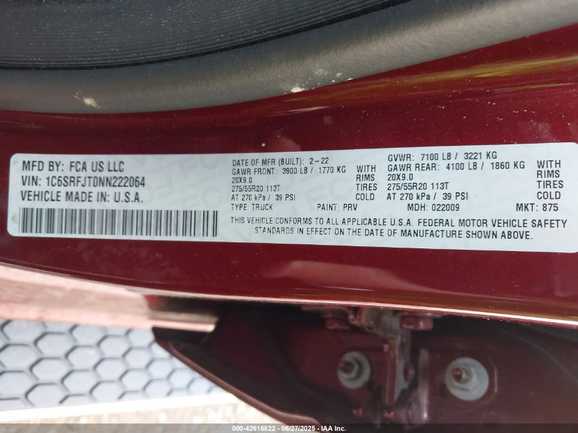 MFD BY: FCA US LLC
VIN: 1C6SRFJT0NN222064
VEHICLE MADE IN: U.S.A.
DATE OF MFR (BUILT): 2-22
GAWR FRONT: 3900 LB / 1770 KG
20X9.0 WITH RIMS
275/55R20 113T TIRES
AT 270 kPa / 39 PSI COLD
TYPE: TRUCK PAINT: PRV
GVWR: 7100 LB / 3221 KG
GAWR REAR: 4100 LB / 1860 KG
20X9.0 WITH RIMS
275/55R20 113T TIRES
AT 270 kPa / 39 PSI COLD
MDH: 022009 MKT: 875
THIS VEHICLE CONFORMS TO ALL APPLICABLE U.S.A. FEDERAL MOTOR VEHICLE SAFETY
STANDARDS IN EFFECT ON THE DATE OF MANUFACTURE SHOWN ABOVE.
000-42616622 - 06/27/2025 - IAA Inc.